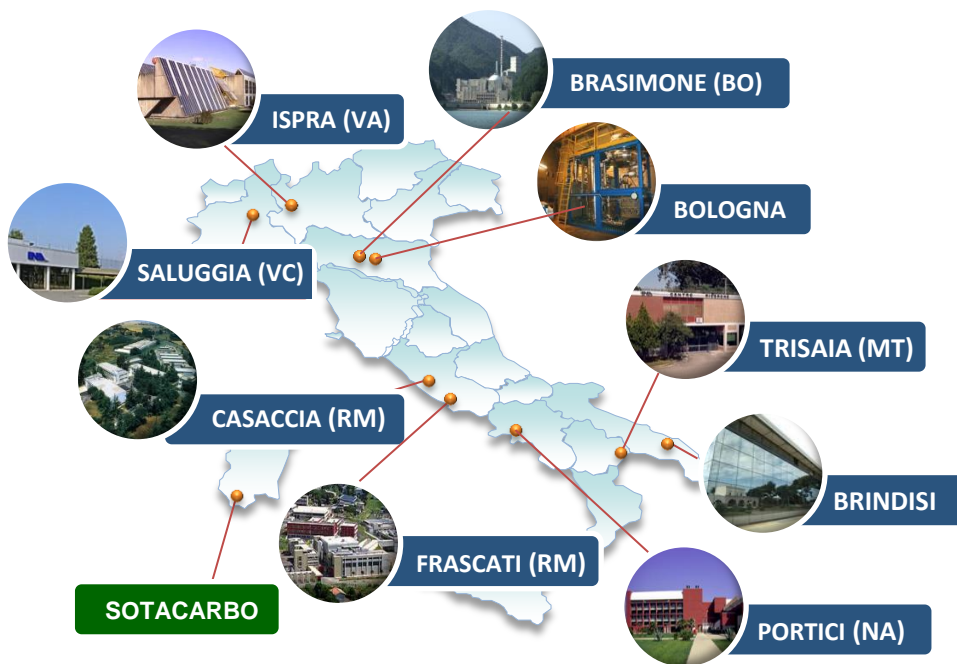 BRASIMONE (BO)
ISPRA (VA)
BOLOGNA
SALUGGIA (VC)
TRISAIA (MT)
CASACCIA (RM)
BRINDISI
FRASCATI (RM)
SOTACARBO
PORTICI (NA)